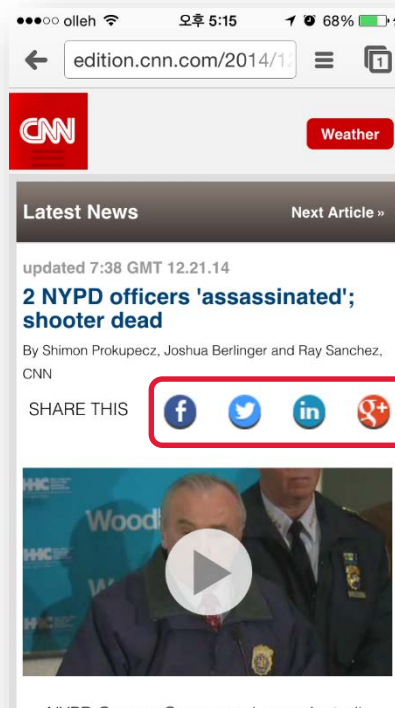 olleh 오후 5:15 68%
edition.cnn.com/2014/1 1
CNN Weather
Latest News Next Article »
updated 7:38 GMT 12.21.14
2 NYPD officers 'assassinated';
shooter dead
By Shimon Prokupecz, Joshua Berlinger and Ray Sanchez,
CNN
SHARE THIS f in g+
HHC
Woodh
HHC